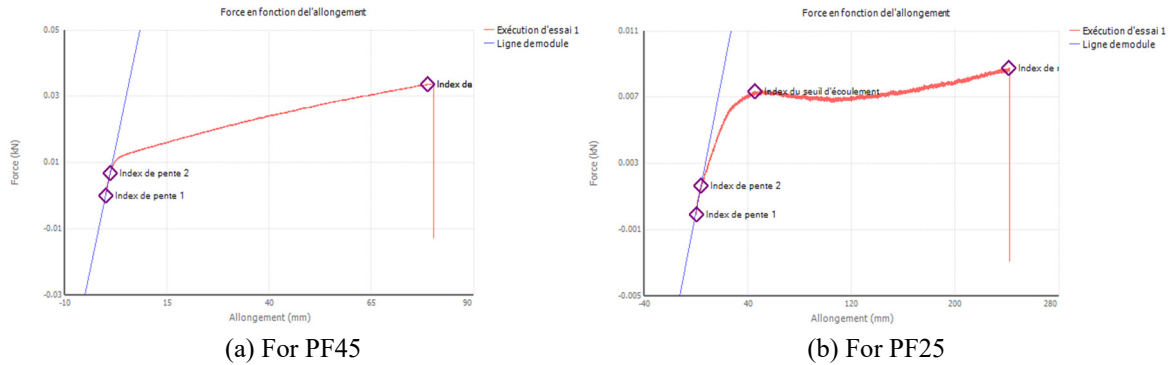 Force en fonction del'allongement
Exécution d'essai 1
Ligne demodule
0.05
0.03
0.01
-0.01
-0.03
Force (kN)
Index de
Index de pente 2
Index de pente 1
-10 15 40 65 90
Allongement (mm)
(a) For PF45
Force en fonction del'allongement
Exécution d'essai 1
Ligne demodule
0.011
0.007
0.003
-0.001
-0.005
Force (kN)
Index de
Index du seuil d'écoulement
Index de pente 2
Index de pente 1
-40 40 120 200 280
Allongement (mm)
(b) For PF25